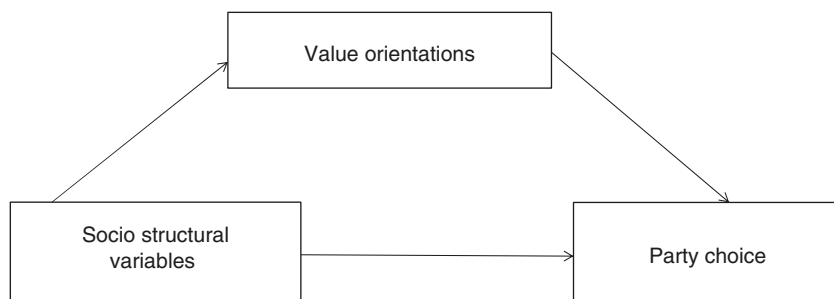 Value orientations
Socio structural
variables
Party choice